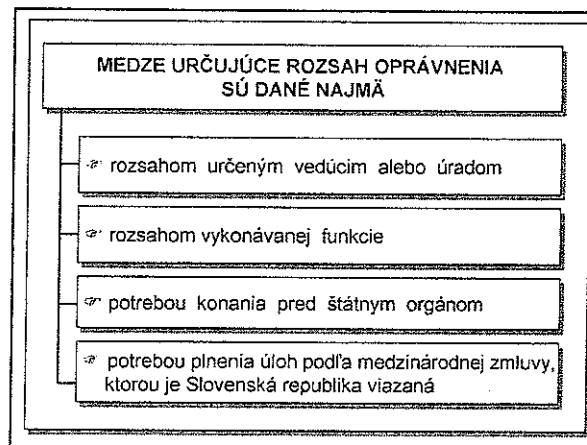 MEDZE URČUJÚCE ROZSAH OPRÁVNENIA
SÚ DANÉ NAJMÄ
☞ rozsahom určeným vedúcim alebo úradom
☞ rozsahom vykonávanej funkcie
☞ potrebou konania pred štátnym orgánom
☞ potrebou plnenia úloh podľa medzinárodnej zmluvy,
ktorou je Slovenská republika viazaná